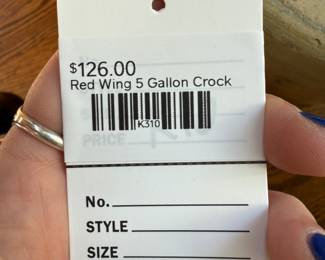 $126.00
Red Wing 5 Gallon Crock
K310
PRICE
No.
STYLE
SIZE